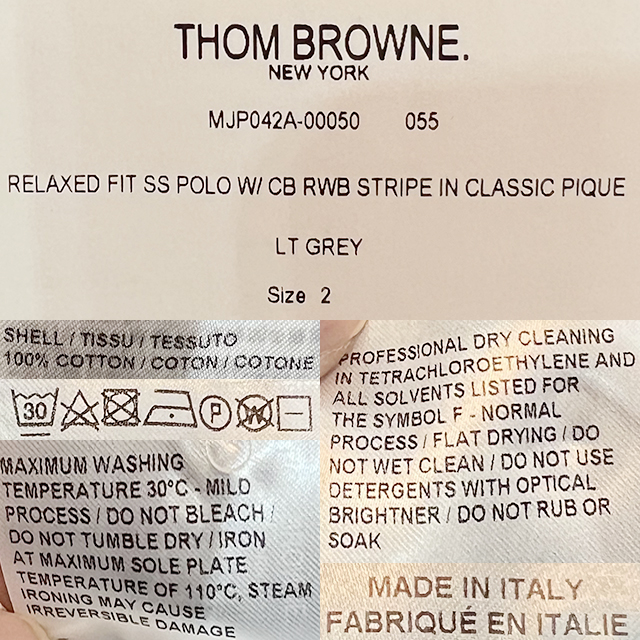 THOM BROWNE.
NEW YORK
MJP042A-00050 055
RELAXED FIT SS POLO W/ CB RWB STRIPE IN CLASSIC PIQUE
LT GREY
Size 2
SHELL / TISSU / TESSUTO
100% COTTON / COTON / COTONE
30 P W
MAXIMUM WASHING
TEMPERATURE 30°C - MILD
PROCESS / DO NOT BLEACH /
DO NOT TUMBLE DRY / IRON
AT MAXIMUM SOLE PLATE
TEMPERATURE OF 110°C, STEAM
IRONING MAY CAUSE
IRREVERSIBLE DAMAGE
PROFESSIONAL DRY CLEANING
IN TETRACHLOROETHYLENE AND
ALL SOLVENTS LISTED FOR
THE SYMBOL F - NORMAL
PROCESS / FLAT DRYING / DO
NOT WET CLEAN / DO NOT USE
DETERGENTS WITH OPTICAL
BRIGHTNER / DO NOT RUB OR
SOAK
MADE IN ITALY
FABRIQUÉ EN ITALIE